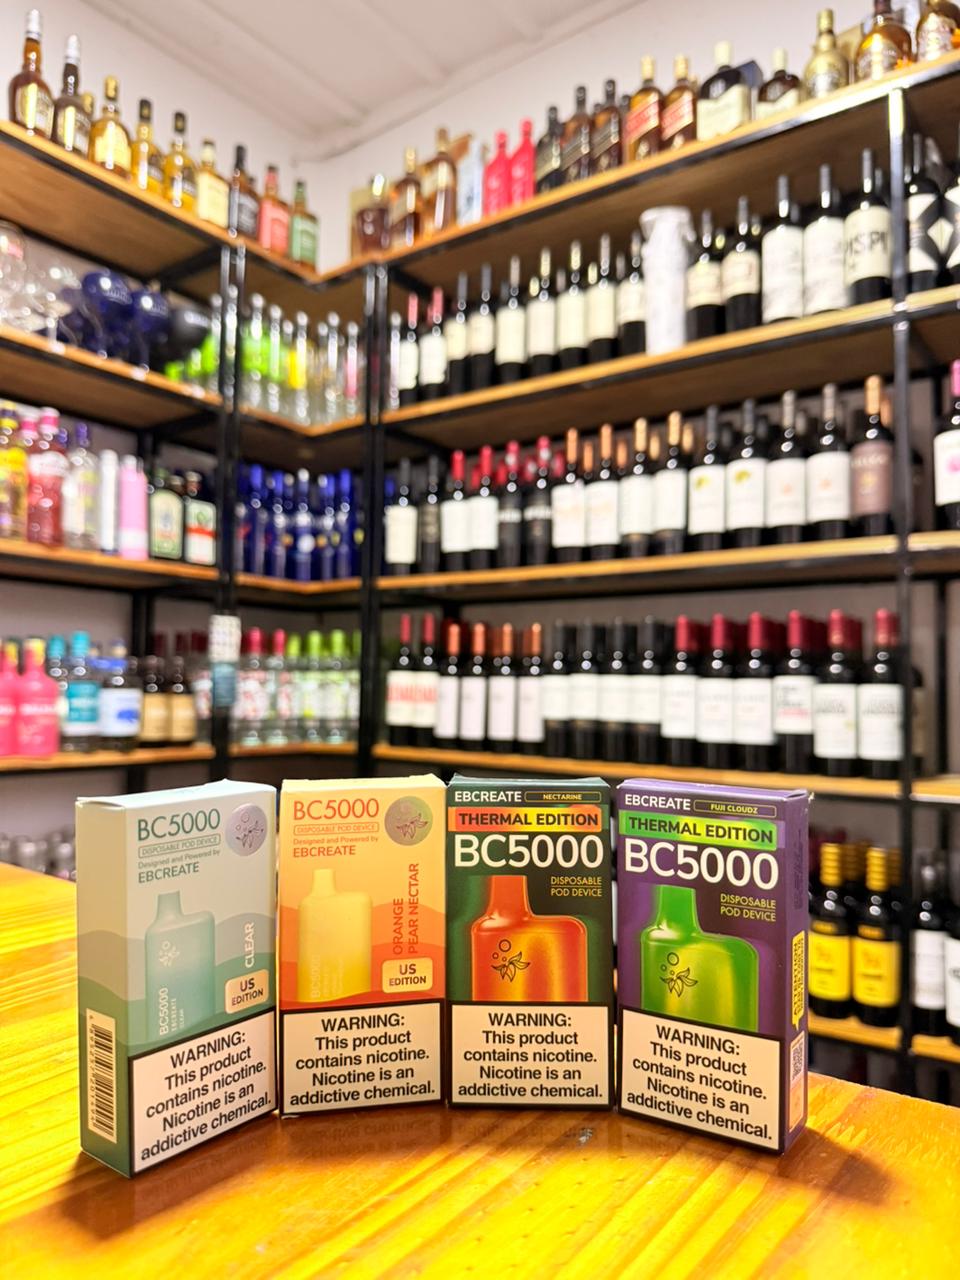 BC5000
DISPOSABLE POD DEVICE
Designed and Powered by
EBCREATE
CLEAR
US
EDITION
BC5000
EBCREATE
CLEAR
WARNING:
This product
contains nicotine.
Nicotine is an
addictive chemical.
BC5000
DISPOSABLE POD DEVICE
Designed and Powered by
EBCREATE
ORANGE
PEAR NECTAR
US
EDITION
BC5000
EBCREATE
WARNING:
This product
contains nicotine.
Nicotine is an
addictive chemical.
EBCREATE
NECTARINE
THERMAL EDITION
BC5000
DISPOSABLE
POD DEVICE
WARNING:
This product
contains nicotine.
Nicotine is an
addictive chemical.
EBCREATE
FUJI CLOUDZ
THERMAL EDITION
BC5000
DISPOSABLE
POD DEVICE
WARNING:
This product
contains nicotine.
Nicotine is an
addictive chemical.